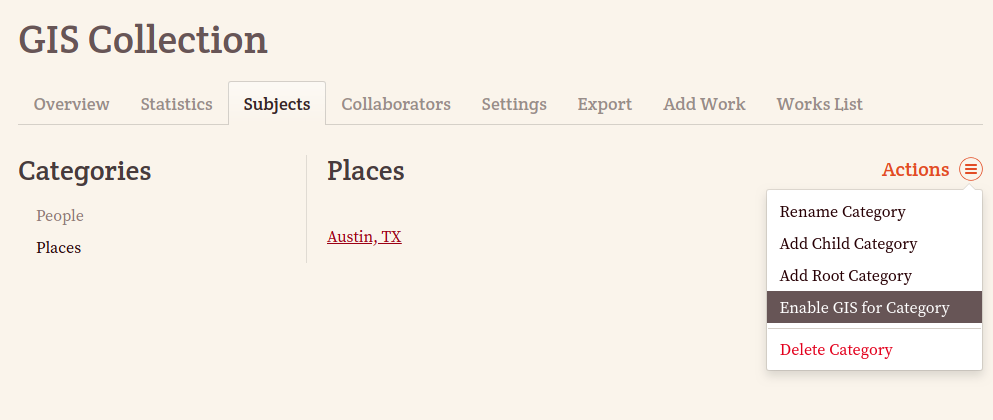 GIS Collection
Overview Statistics Subjects Collaborators Settings Export Add Work Works List
Categories
People
Places
Places
Austin, TX
Actions
Rename Category
Add Child Category
Add Root Category
Enable GIS for Category
Delete Category